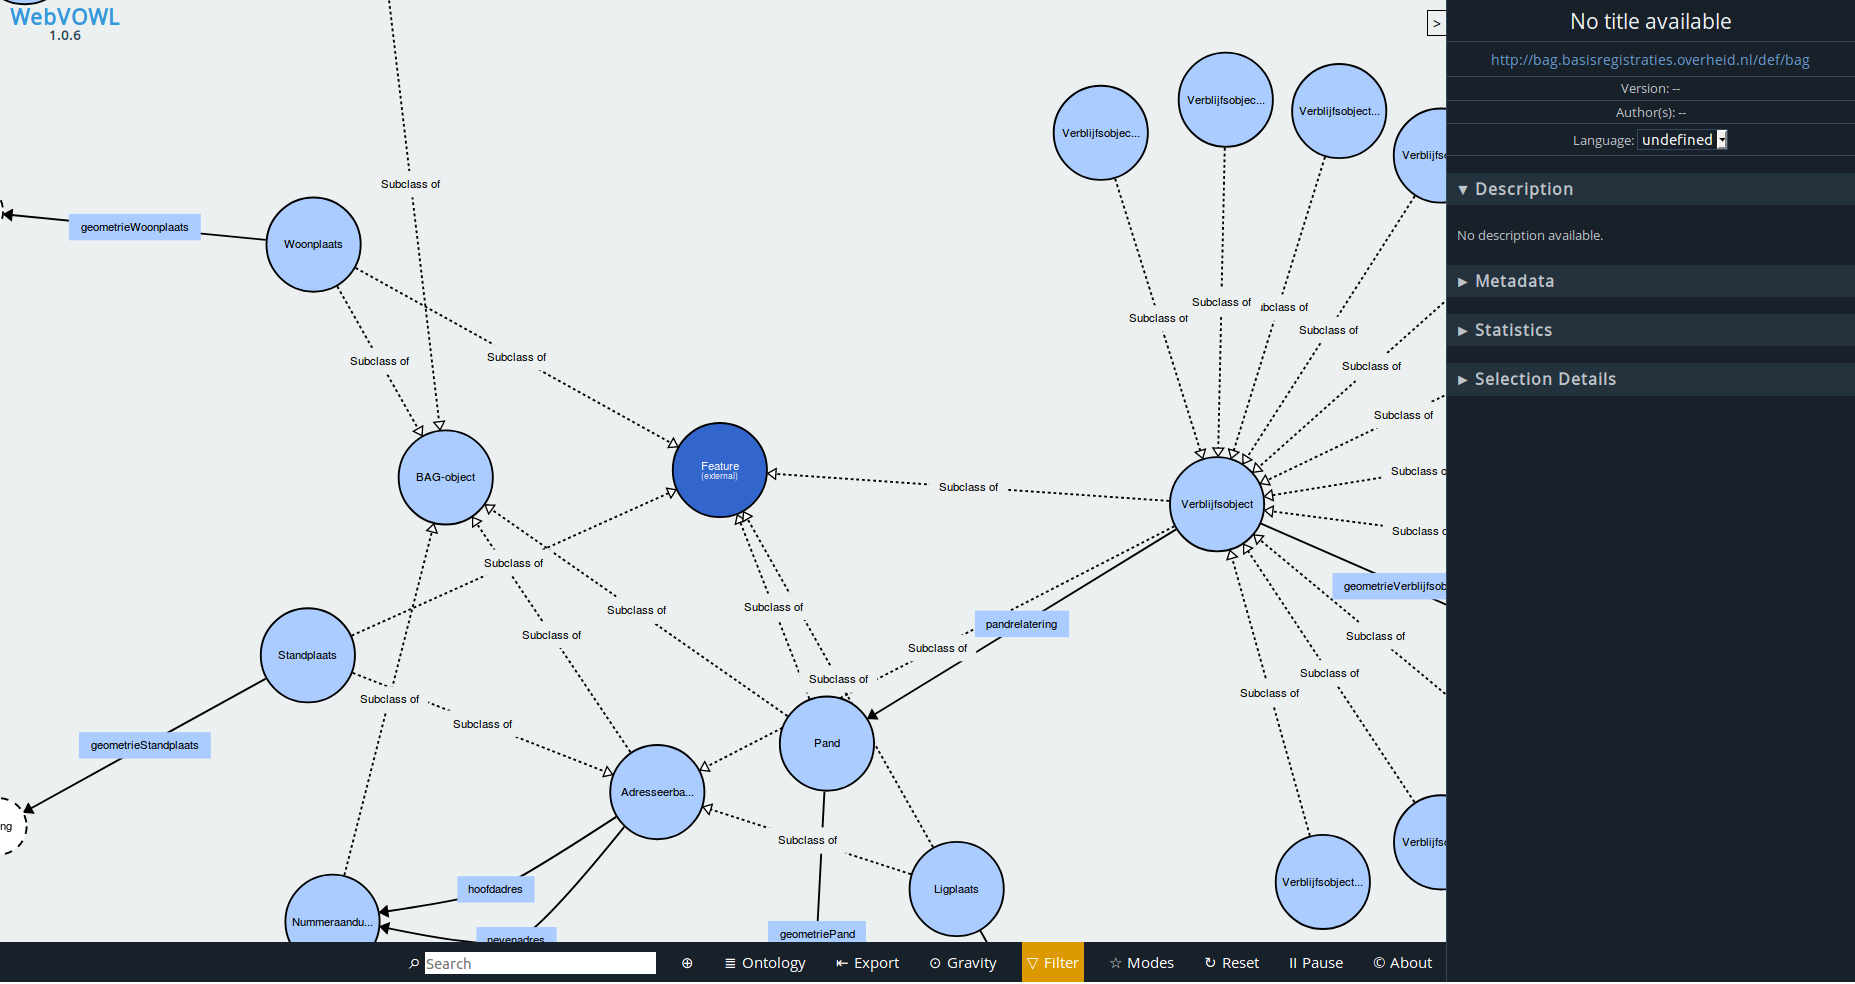 WebVOWL
1.0.6
>
Subclass of
geometrieWoonplaats
Woonplaats
Subclass of
Subclass of
BAG-object
Feature
(external)
Subclass of
Verblijfsobjec...
Verblijfsobjec...
Verblijfsobject...
Verblijfs
Subclass of
Subclass of
bclass of
Subclass of
Subclass of
Subclass of
Subclass o
Verblijfsobject
Subclass o
geometrieVerblijfsob
Subclass of
Subclass of
Subclass of
Subclass of
Subclass of
Subclass of
Subclass of
pandrelatering
Subclass of
Subclass of
Standplaats
Subclass of
Subclass of
geometrieStandplaats
Pand
Adresseerba...
ng
Subclass of
Verblijfs
Verblijfsobject...
hoofdadres
Ligplaats
Nummeraandu...
nevenadres
geometriePand
Search
Ontology
Export
Gravity
Filter
Modes
Reset
Pause
© About
No title available
http://bag.basisregistraties.overheid.nl/def/bag
Version: --
Author(s): --
Language: undefined
Description
No description available.
Metadata
Statistics
Selection Details